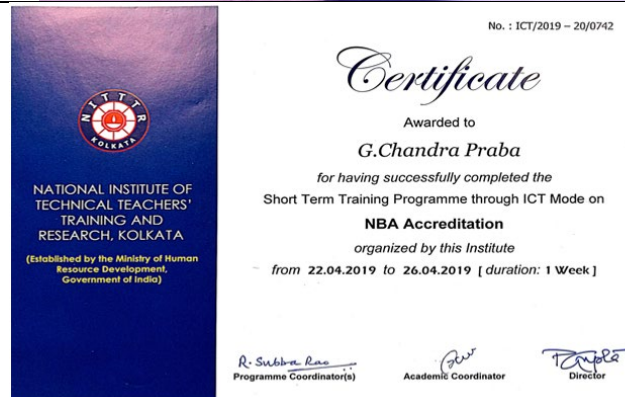 NITTTR
KOLKATA
NATIONAL INSTITUTE OF
TECHNICAL TEACHERS'
TRAINING AND
RESEARCH, KOLKATA
(Established by the Ministry of Human
Resource Development,
Government of India)
No. : ICT/2019 – 20/0742
Certificate
Awarded to
G.Chandra Praba
for having successfully completed the
Short Term Training Programme through ICT Mode on
NBA Accreditation
organized by this Institute
from 22.04.2019 to 26.04.2019 [ duration: 1 Week ]
R. Subba Rao
Programme Coordinator(s)
Academic Coordinator
Director